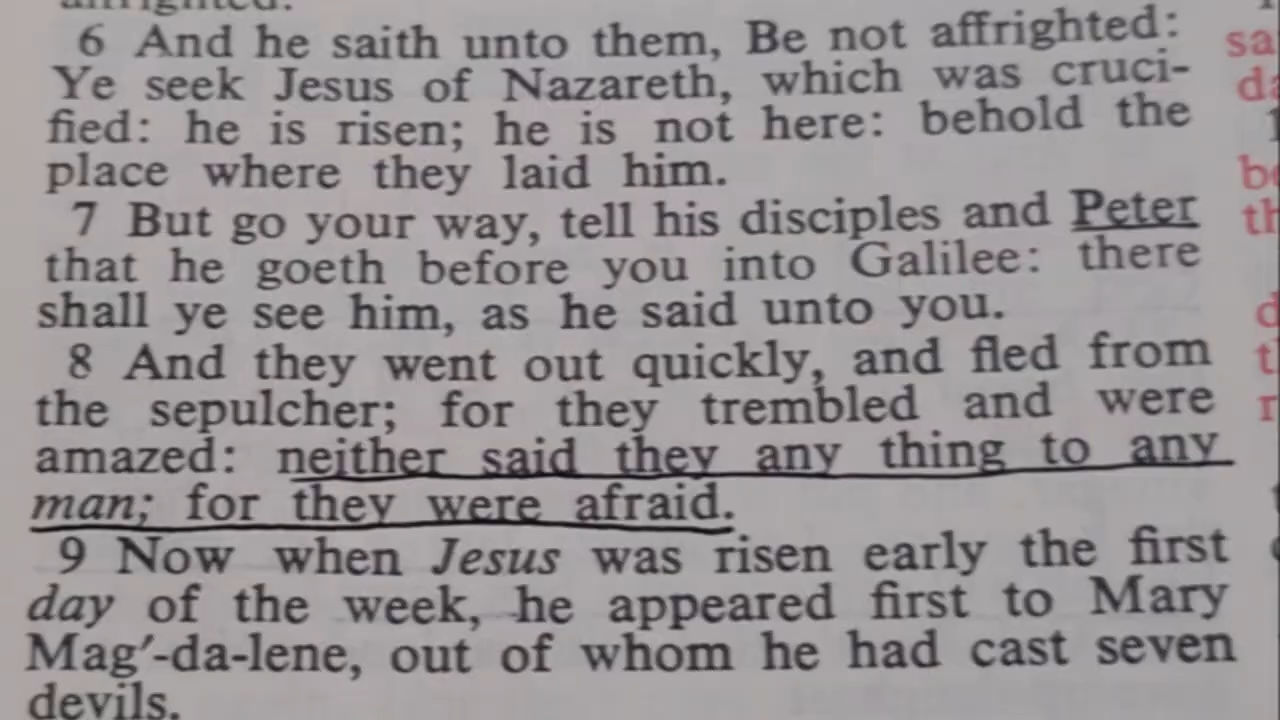 affrighted.
6 And he saith unto them, Be not affrighted:
Ye seek Jesus of Nazareth, which was cruci-
fied: he is risen; he is not here: behold the
place where they laid him.
7 But go your way, tell his disciples and Peter
that he goeth before you into Galilee: there
shall ye see him, as he said unto you.
8 And they went out quickly, and fled from
the sepulcher; for they trembled and were
amazed: neither said they any thing to any
man; for they were afraid.
9 Now when Jesus was risen early the first
day of the week, he appeared first to Mary
Mag′-da-lene, out of whom he had cast seven
devils.